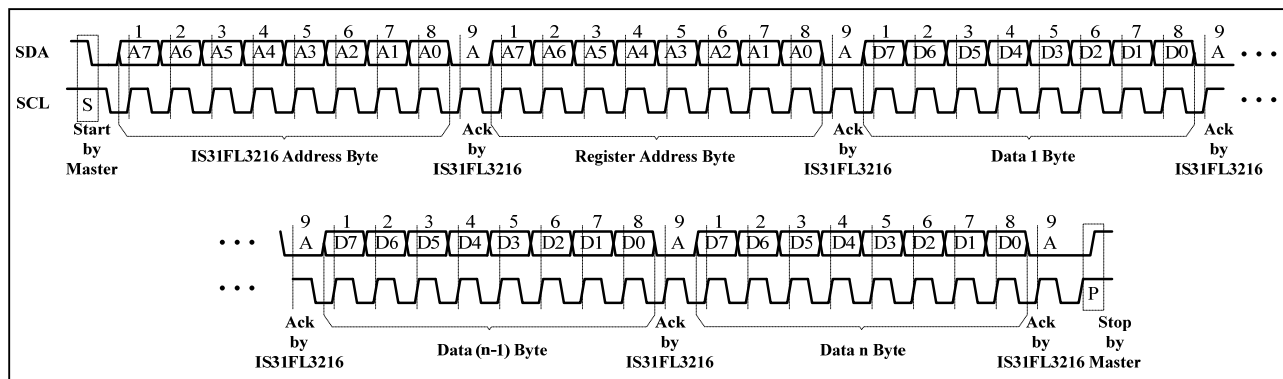 1 2 3 4 5 6 7 8 9 1 2 3 4 5 6 7 8 9 1 2 3 4 5 6 7 8 9
SDA A7 A6 A5 A4 A3 A2 A1 A0 A A7 A6 A5 A4 A3 A2 A1 A0 A D7 D6 D5 D4 D3 D2 D1 D0 A • • •
SCL S • • •
Start by Master
IS31FL3216 Address Byte
Ack by IS31FL3216
Register Address Byte
Ack by IS31FL3216
Data 1 Byte
Ack by IS31FL3216
9 1 2 3 4 5 6 7 8 9 1 2 3 4 5 6 7 8 9
• • • A D7 D6 D5 D4 D3 D2 D1 D0 A D7 D6 D5 D4 D3 D2 D1 D0 A
• • • P
Ack by IS31FL3216
Data (n-1) Byte
Ack by IS31FL3216
Data n Byte
Ack by IS31FL3216
Stop by Master